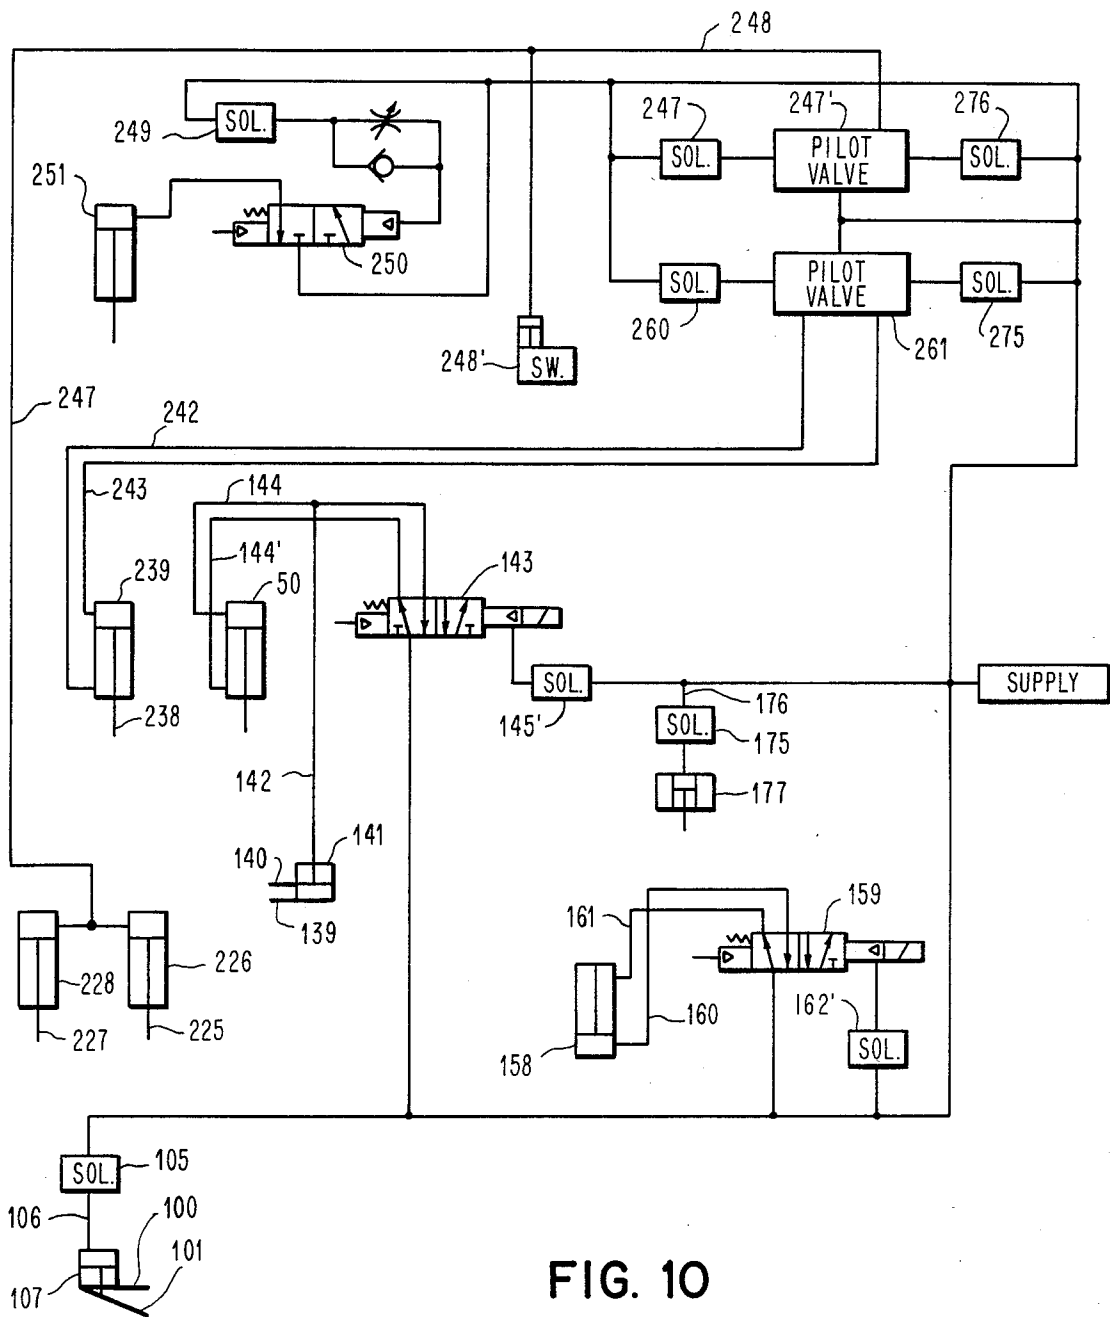 248
247
247'
276
SOL.
249
PILOT
VALVE
SOL.
SOL.
251
250
PILOT
VALVE
SOL.
SOL.
260
261
275
248'
SW.
247
242
243
144
144'
239
50
143
SOL.
SUPPLY
238
145'
176
SOL.
175
142
177
140
141
139
161
159
228
226
162'
160
227
225
158
SOL.
SOL.
105
106
100
101
107
FIG. 10